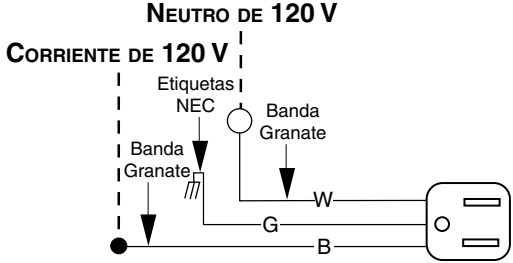 NEUTRO DE 120 V
CORRIENTE DE 120 V
Etiquetas
NEC
Banda
Granate
Banda
Granate
W
G
B